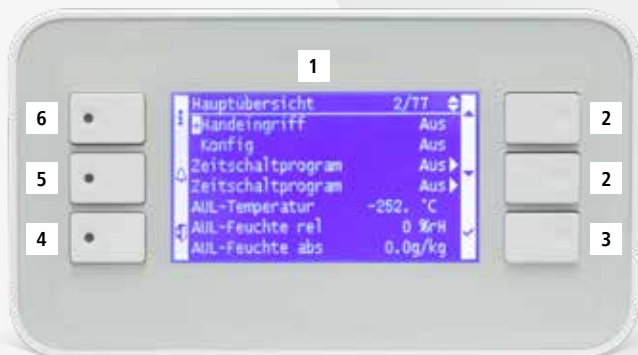 1
Hauptübersicht 2/77
Handeingriff Aus
Konfig Aus
Zeitschaltprogram Aus
Zeitschaltprogram Aus
AUL-Temperatur -252. °C
AUL-Feuchte rel 0 %rH
AUL-Feuchte abs 0.0g/kg
6
5
4
2
2
3